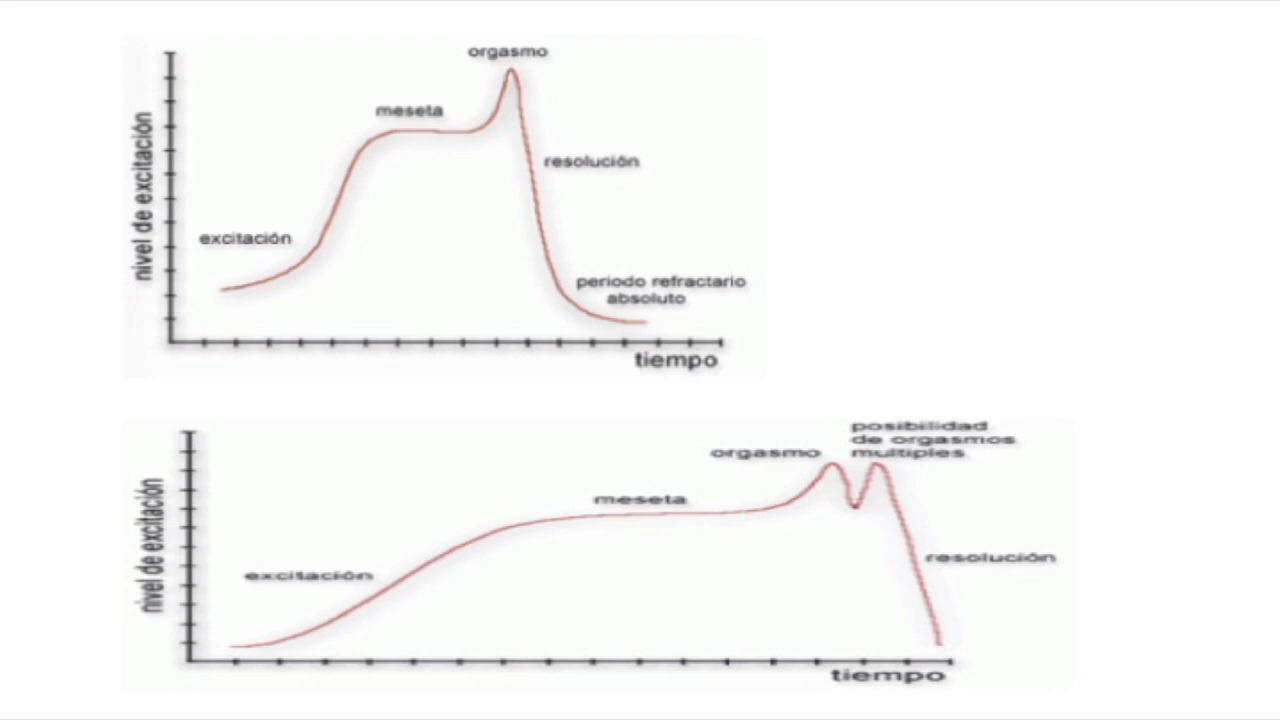 orgasmo
meseta
nivel de excitación
resolución
excitación
periodo refractario
absoluto
tiempo
posibilidad
de orgasmos
multiples
orgasmo
meseta
nivel de excitación
resolución
excitación
tiempo